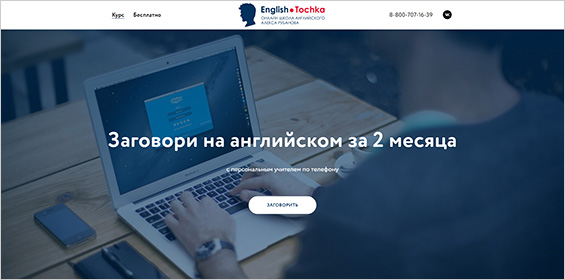 Курс
Бесплатно
English Tochka
ОНЛАЙН ШКОЛА АНГЛИЙСКОГО
АЛЕКСА РУБАНОВА
8-800-707-16-39
Заговори на английском за 2 месяца
с персональным учителем по телефону
ЗАГОВОРИТЬ